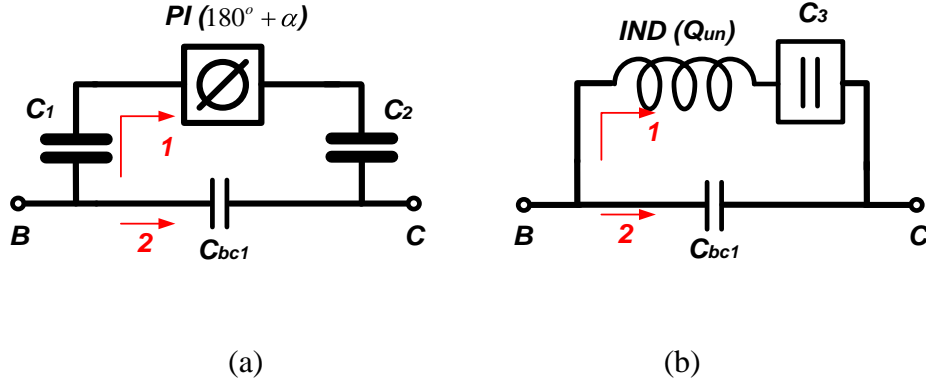 PI (180° + α)
C1
C2
1
2
B
C
Cbc1
(a)
C3
IND (Qun)
1
2
B
C
Cbc1
(b)